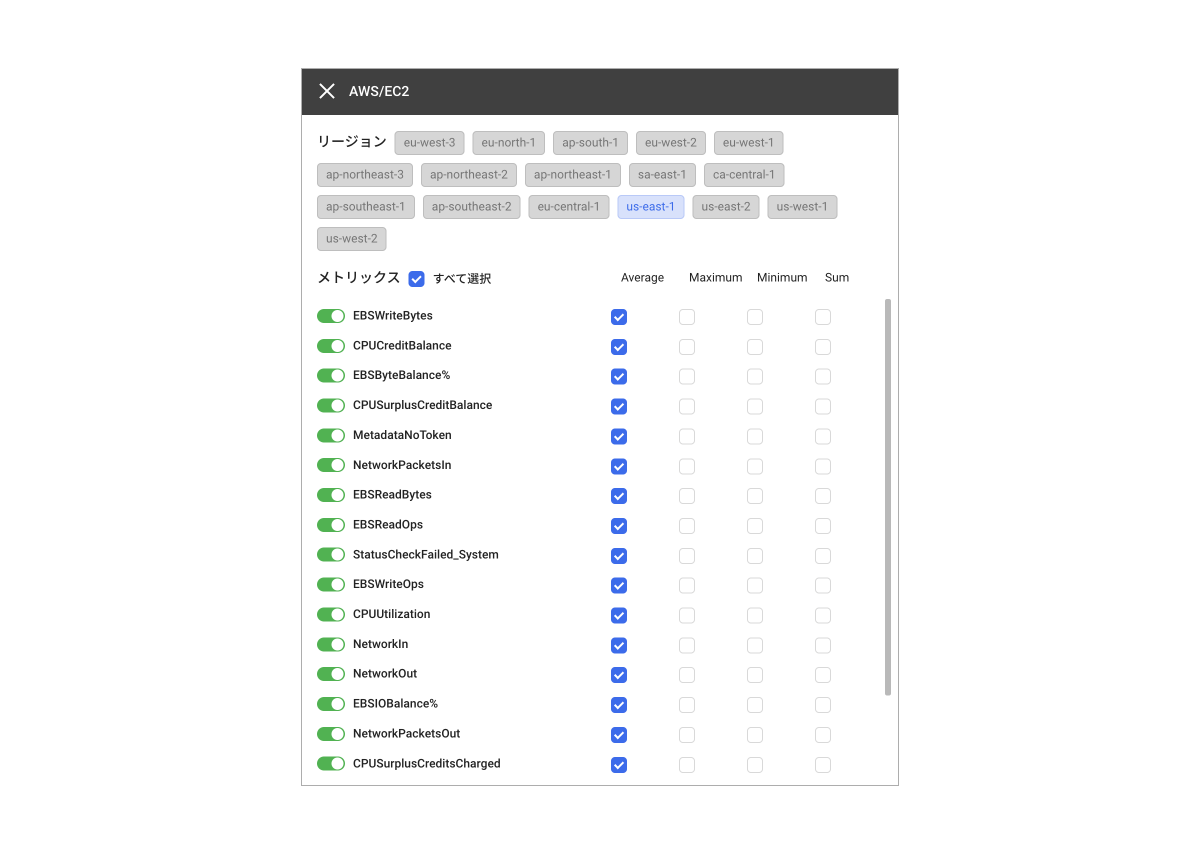 AWS/EC2
リージョン eu-west-3 eu-north-1 ap-south-1 eu-west-2 eu-west-1
ap-northeast-3 ap-northeast-2 ap-northeast-1 sa-east-1 ca-central-1
ap-southeast-1 ap-southeast-2 eu-central-1 us-east-1 us-east-2 us-west-1
us-west-2
メトリックス すべて選択 Average Maximum Minimum Sum
EBSWriteBytes
CPUCreditBalance
EBSByteBalance%
CPUSurplusCreditBalance
MetadataNoToken
NetworkPacketsIn
EBSReadBytes
EBSReadOps
StatusCheckFailed_System
EBSWriteOps
CPUUtilization
NetworkIn
NetworkOut
EBSIOBalance%
NetworkPacketsOut
CPUSurplusCreditsCharged